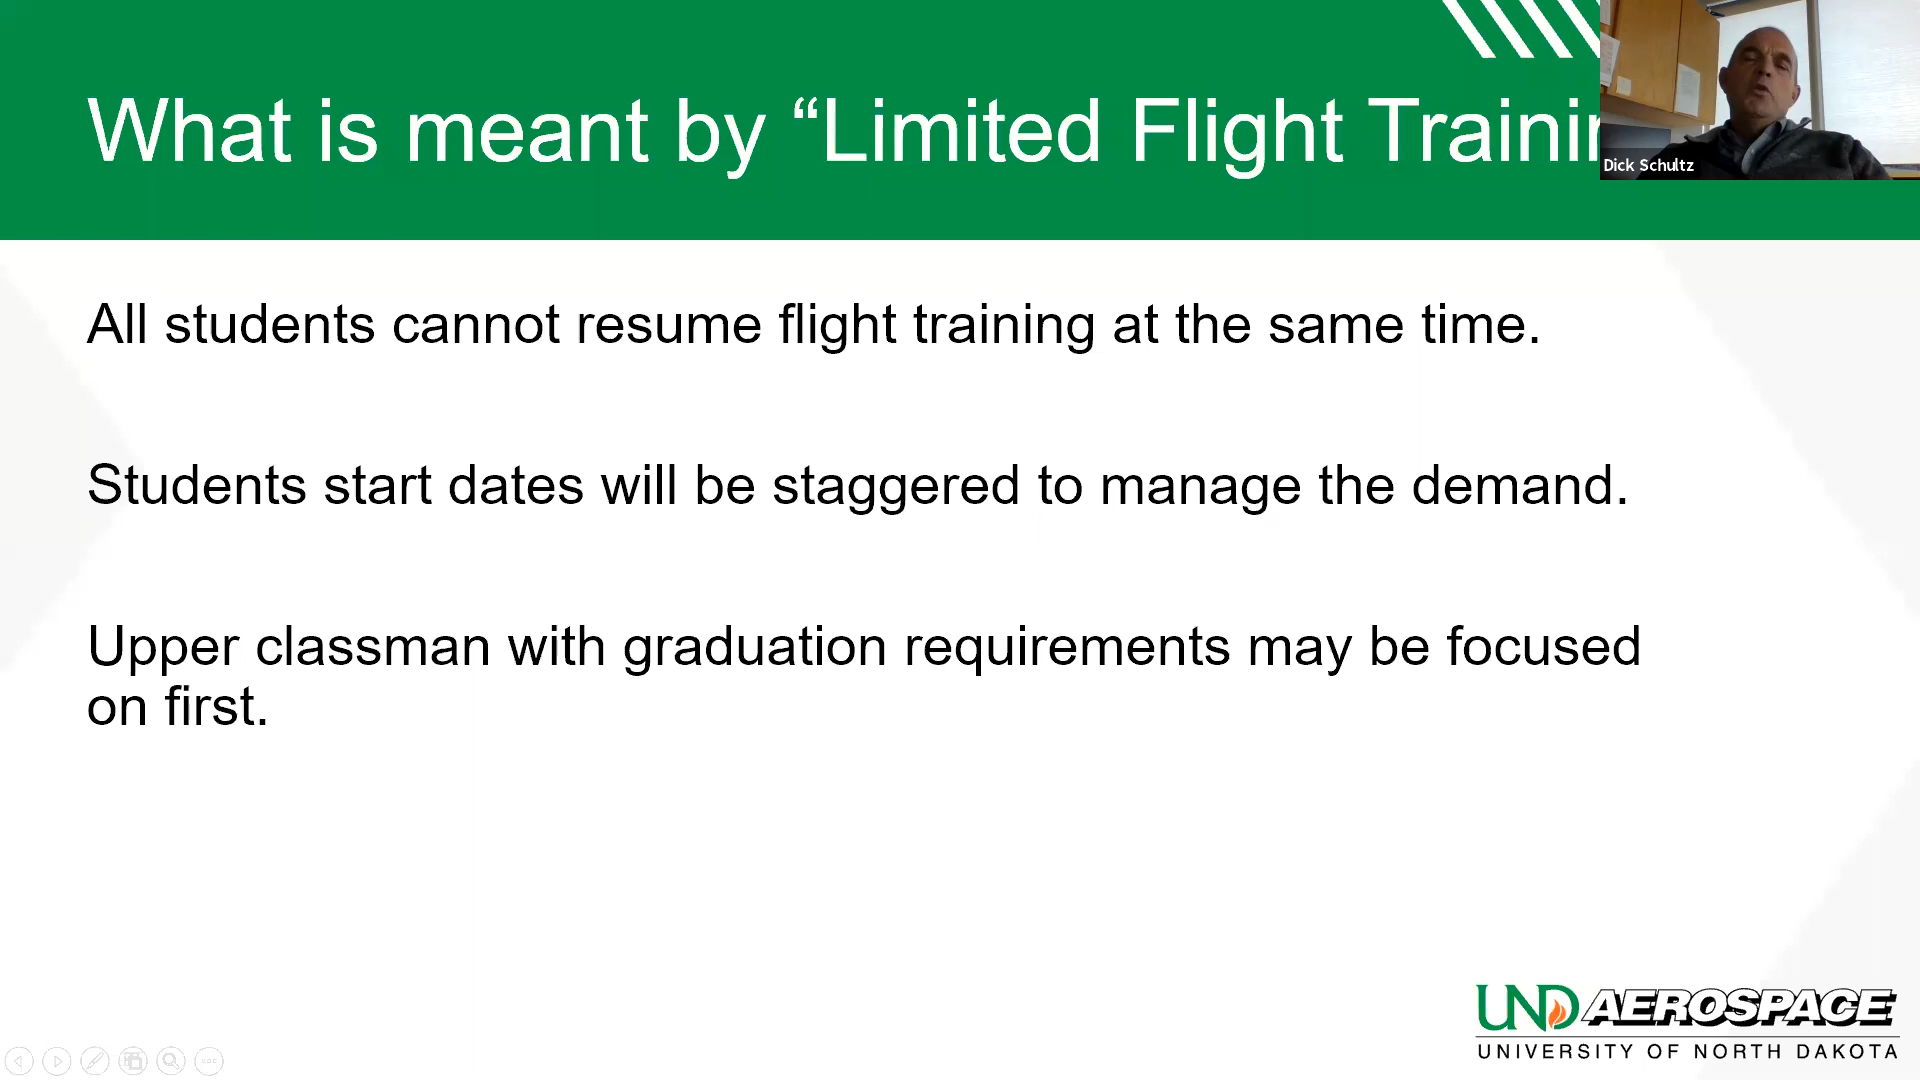 What is meant by “Limited Flight Trainin
Dick Schultz
All students cannot resume flight training at the same time.
Students start dates will be staggered to manage the demand.
Upper classman with graduation requirements may be focused
on first.
UND AEROSPACE
UNIVERSITY OF NORTH DAKOTA